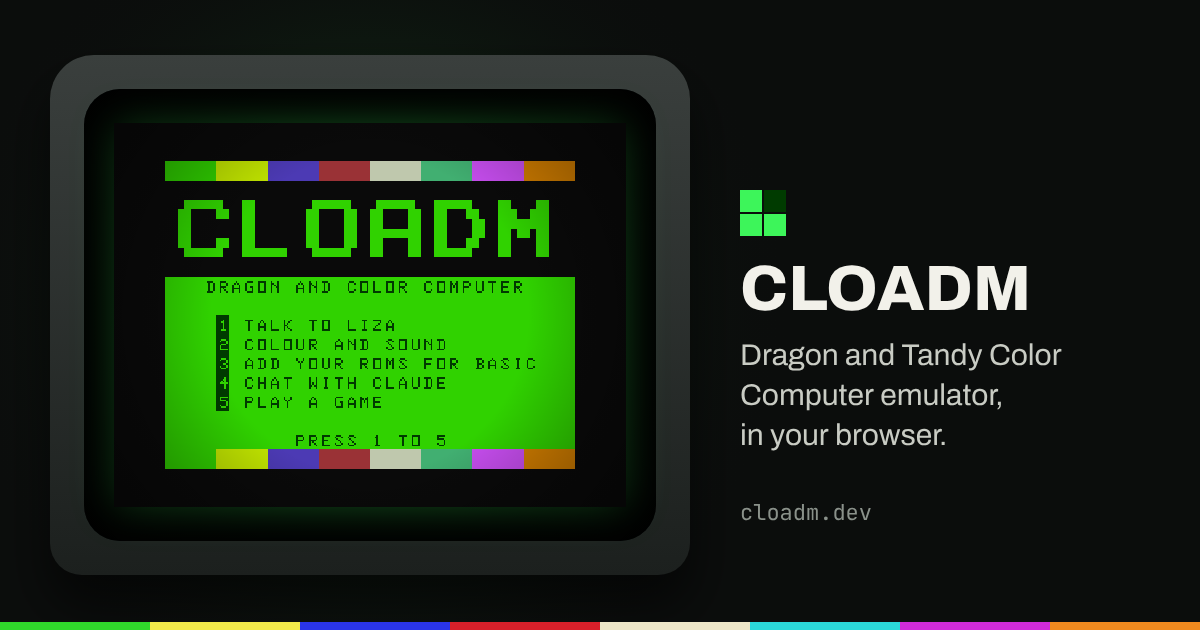 CLOADM
DRAGON AND COLOR COMPUTER
1 TALK TO LIZA
2 COLOUR AND SOUND
3 ADD YOUR ROMS FOR BASIC
4 CHAT WITH CLAUDE
5 PLAY A GAME
PRESS 1 TO 5
CLOADM
Dragon and Tandy Color
Computer emulator,
in your browser.
cloadm.dev